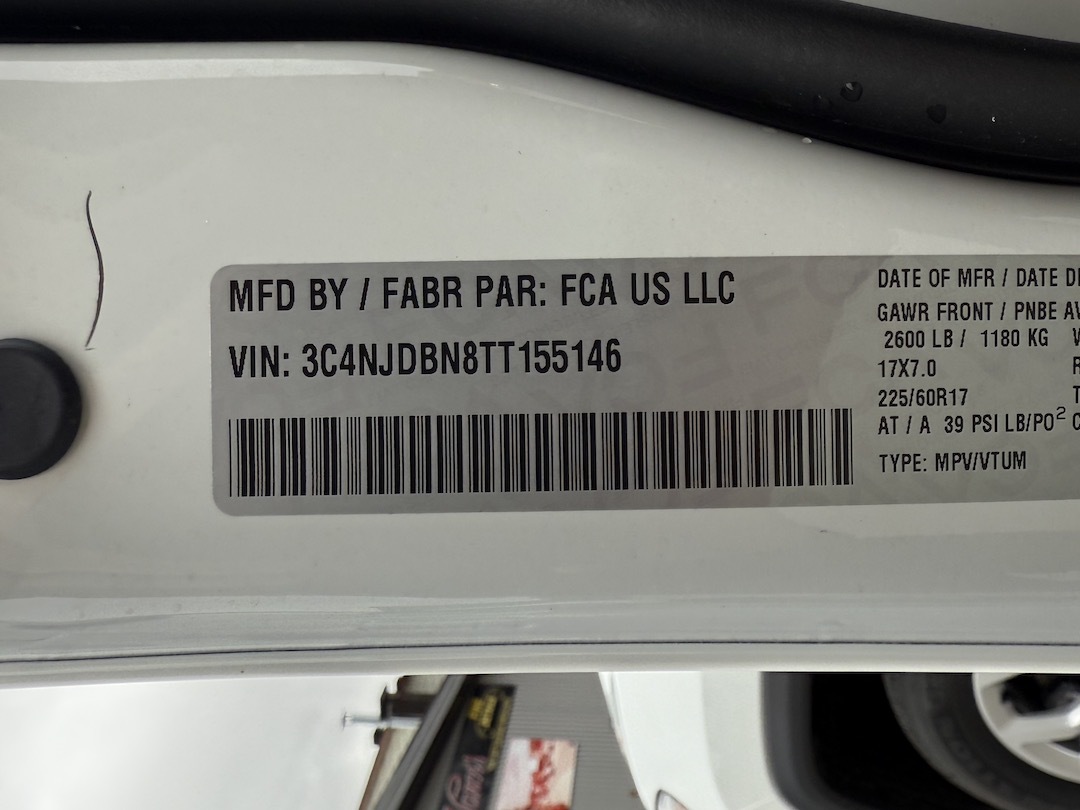 MFD BY / FABR PAR: FCA US LLC
VIN: 3C4NJDBN8TT155146
DATE OF MFR / DATE
GAWR FRONT / PNBE
2600 LB / 1180 KG
17X7.0
225/60R17
AT / A 39 PSI LB/PO²
TYPE: MPV/VTUM